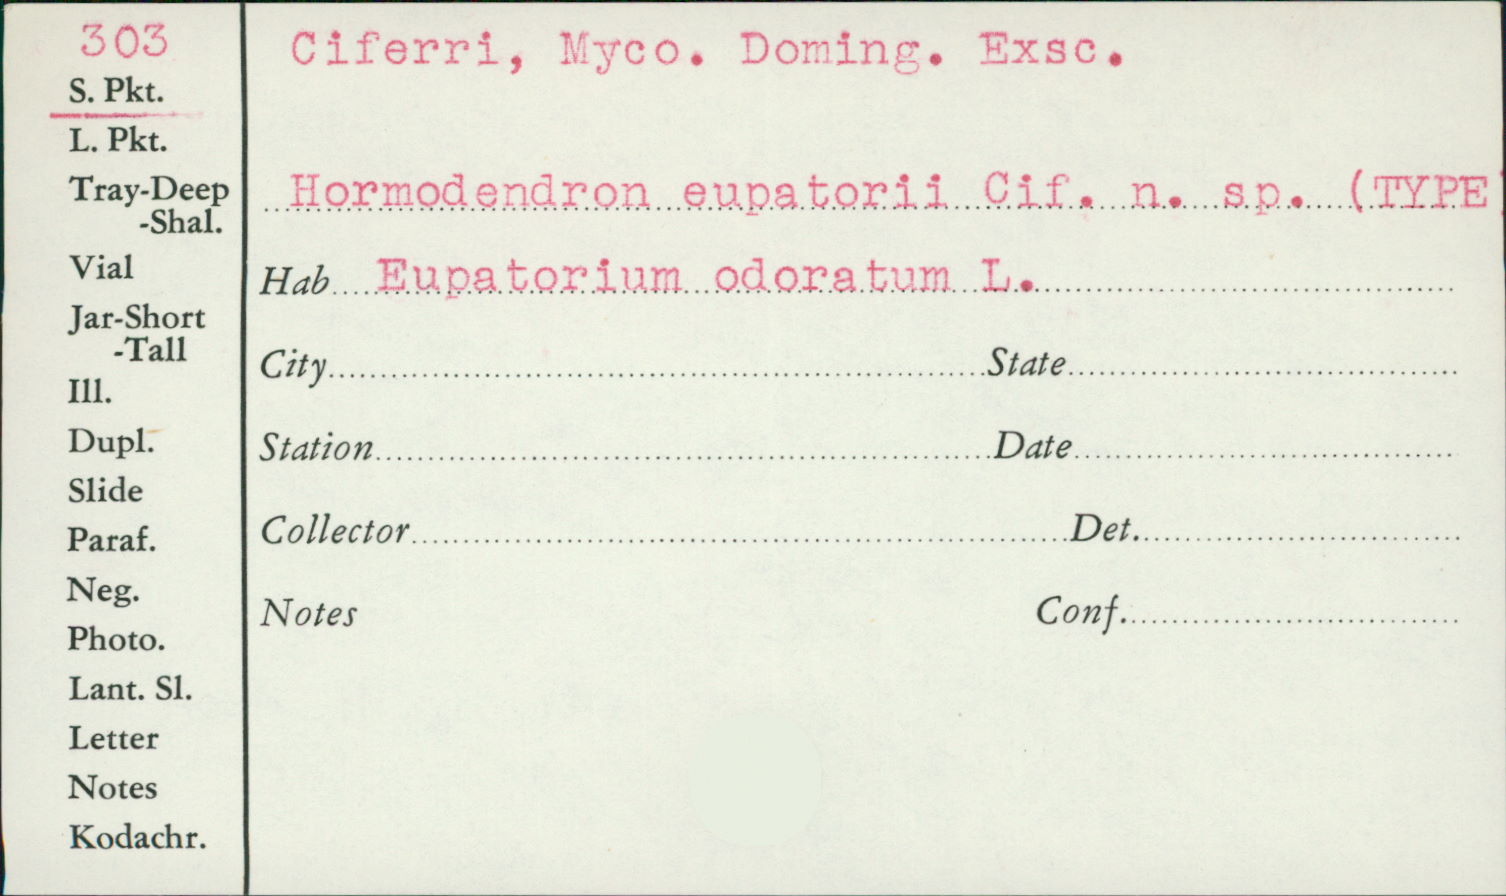 303
S. Pkt.
L. Pkt.
Tray-Deep
-Shal.
Vial
Jar-Short
-Tall
Ill.
Dupl.
Slide
Paraf.
Neg.
Photo.
Lant. Sl.
Letter
Notes
Kodachr.
Ciferri, Myco. Doming. Exsc.
Hormodendron eupatorii Cif. n. sp. (TYPE)
Hab Eupatorium odoratum L.
City State
Station Date
Collector Det.
Notes Conf.